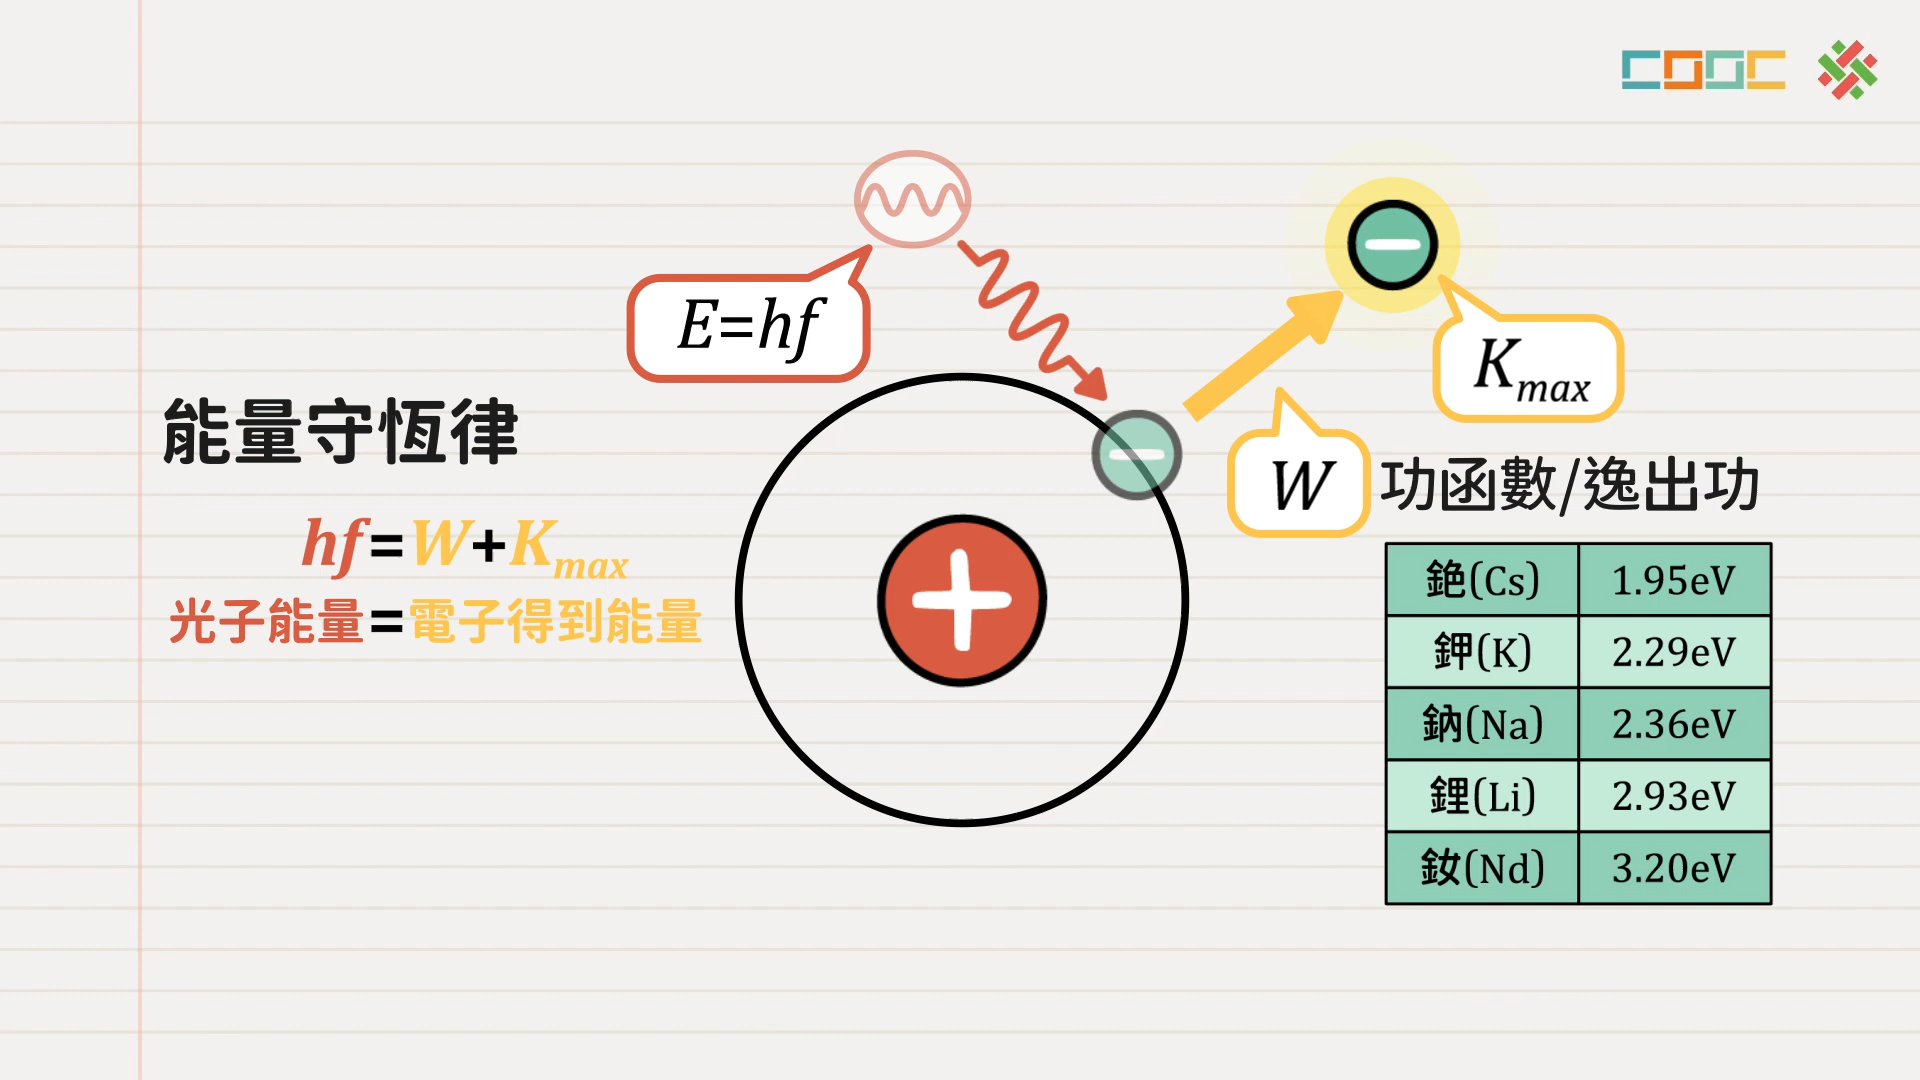 COOC
E=hf
K max
能量守恆律
W 功函數/逸出功
hf=W+Kmax
光子能量=電子得到能量
銫(Cs) 1.95eV
鉀(K) 2.29eV
鈉(Na) 2.36eV
鋰(Li) 2.93eV
釹(Nd) 3.20eV